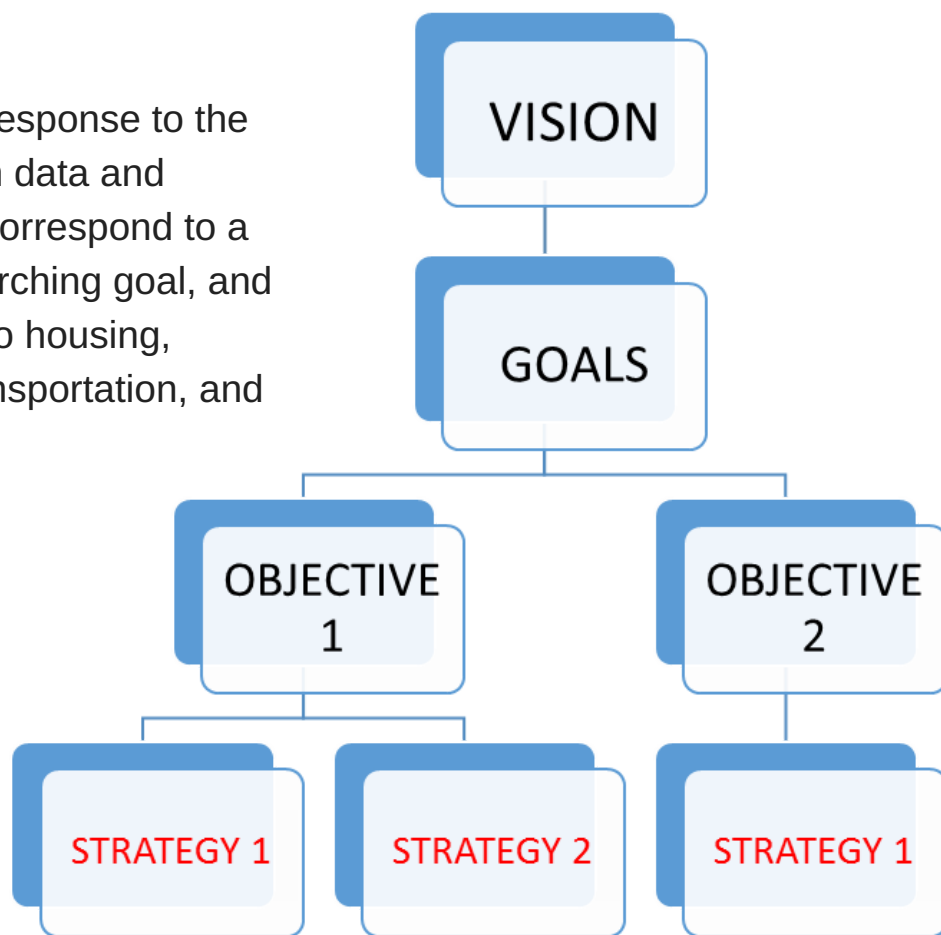 esponse to the
data and
orrespond to a
rching goal, and
housing,
nsportation, and
VISION
GOALS
OBJECTIVE
1
OBJECTIVE
2
STRATEGY 1
STRATEGY 2
STRATEGY 1